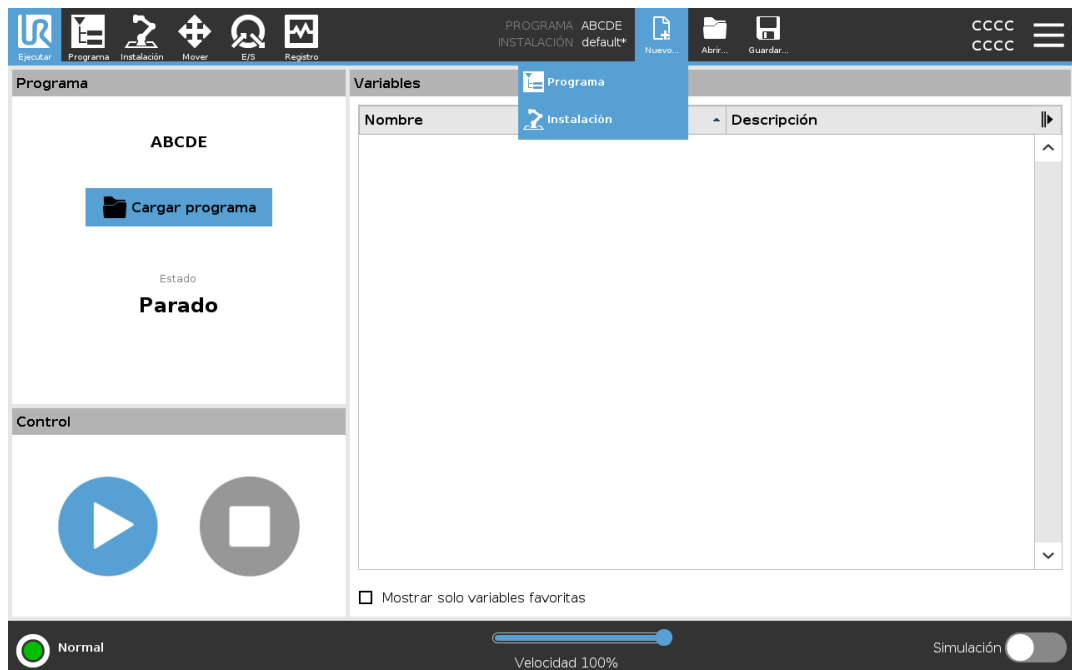 Ejecutar Programa Instalación Mover E/S Registro
PROGRAMA ABCDE
INSTALACIÓN default*
Nuevo... Abrir... Guardar...
CCCC
CCCC
Programa
Instalación
Programa
ABCDE
Cargar programa
Estado
Parado
Control
Variables
Nombre Descripción
Mostrar solo variables favoritas
Normal
Velocidad 100%
Simulación